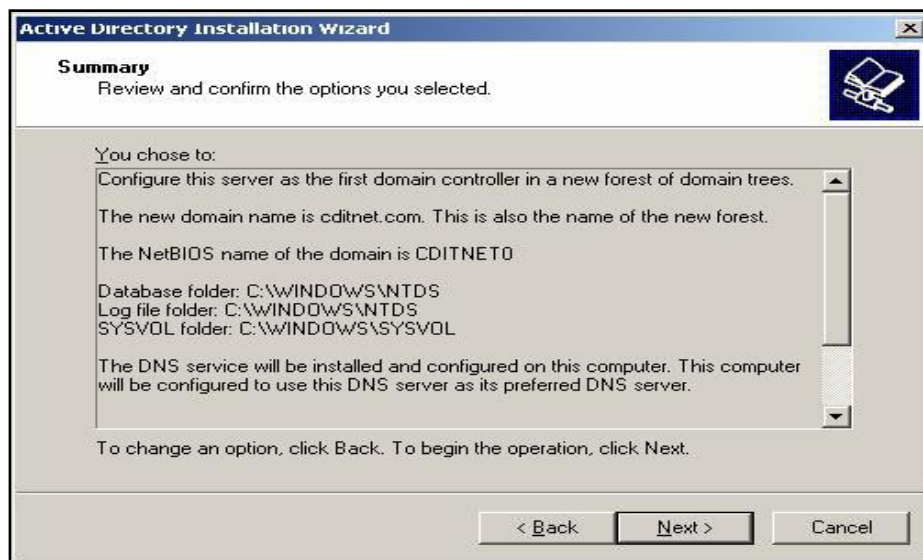 Active Directory Installation Wizard
Summary
Review and confirm the options you selected.
You chose to:
Configure this server as the first domain controller in a new forest of domain trees.
The new domain name is cditnet.com. This is also the name of the new forest.
The NetBIOS name of the domain is CDITNET0
Database folder: C:\WINDOWS\NTDS
Log file folder: C:\WINDOWS\NTDS
SYSVOL folder: C:\WINDOWS\SYSVOL
The DNS service will be installed and configured on this computer. This computer
will be configured to use this DNS server as its preferred DNS server.
To change an option, click Back. To begin the operation, click Next.
< Back
Next >
Cancel